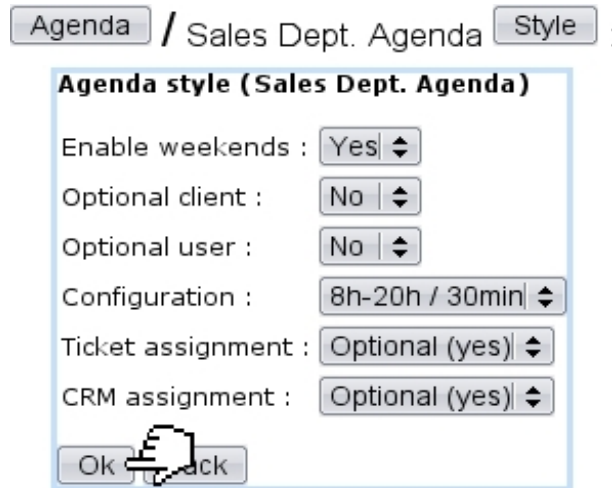 Agenda / Sales Dept. Agenda Style :
Agenda style (Sales Dept. Agenda)
Enable weekends : Yes
Optional client : No
Optional user : No
Configuration : 8h-20h / 30min
Ticket assignment : Optional (yes)
CRM assignment : Optional (yes)
Ok